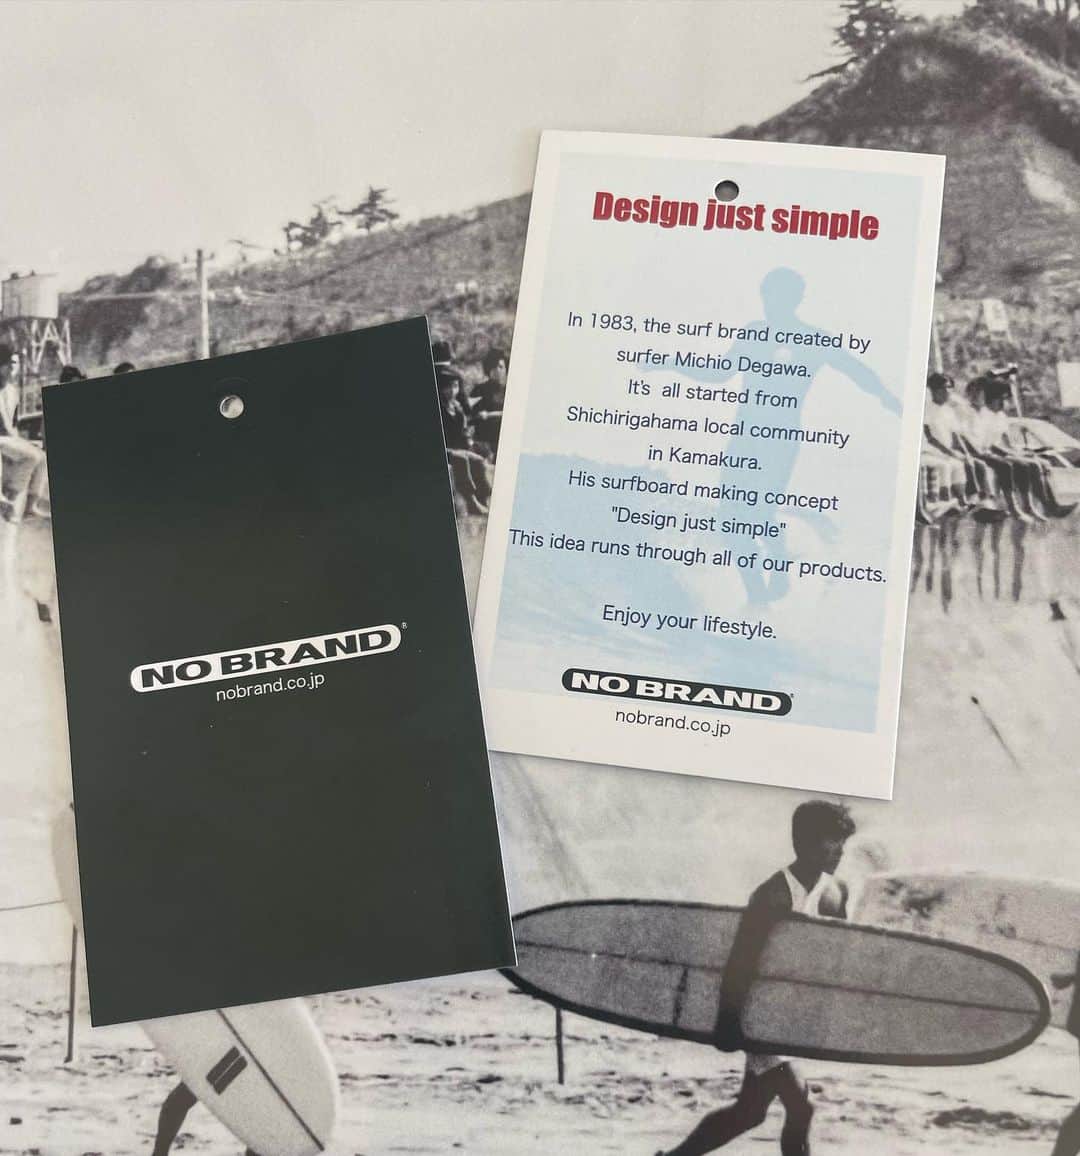 NO BRAND®
nobrand.co.jp
Design just simple
In 1983, the surf brand created by
surfer Michio Degawa.
It's all started from
Shichirigahama local community
in Kamakura.
His surfboard making concept
"Design just simple"
This idea runs through all of our products.
Enjoy your lifestyle.
NO BRAND®
nobrand.co.jp